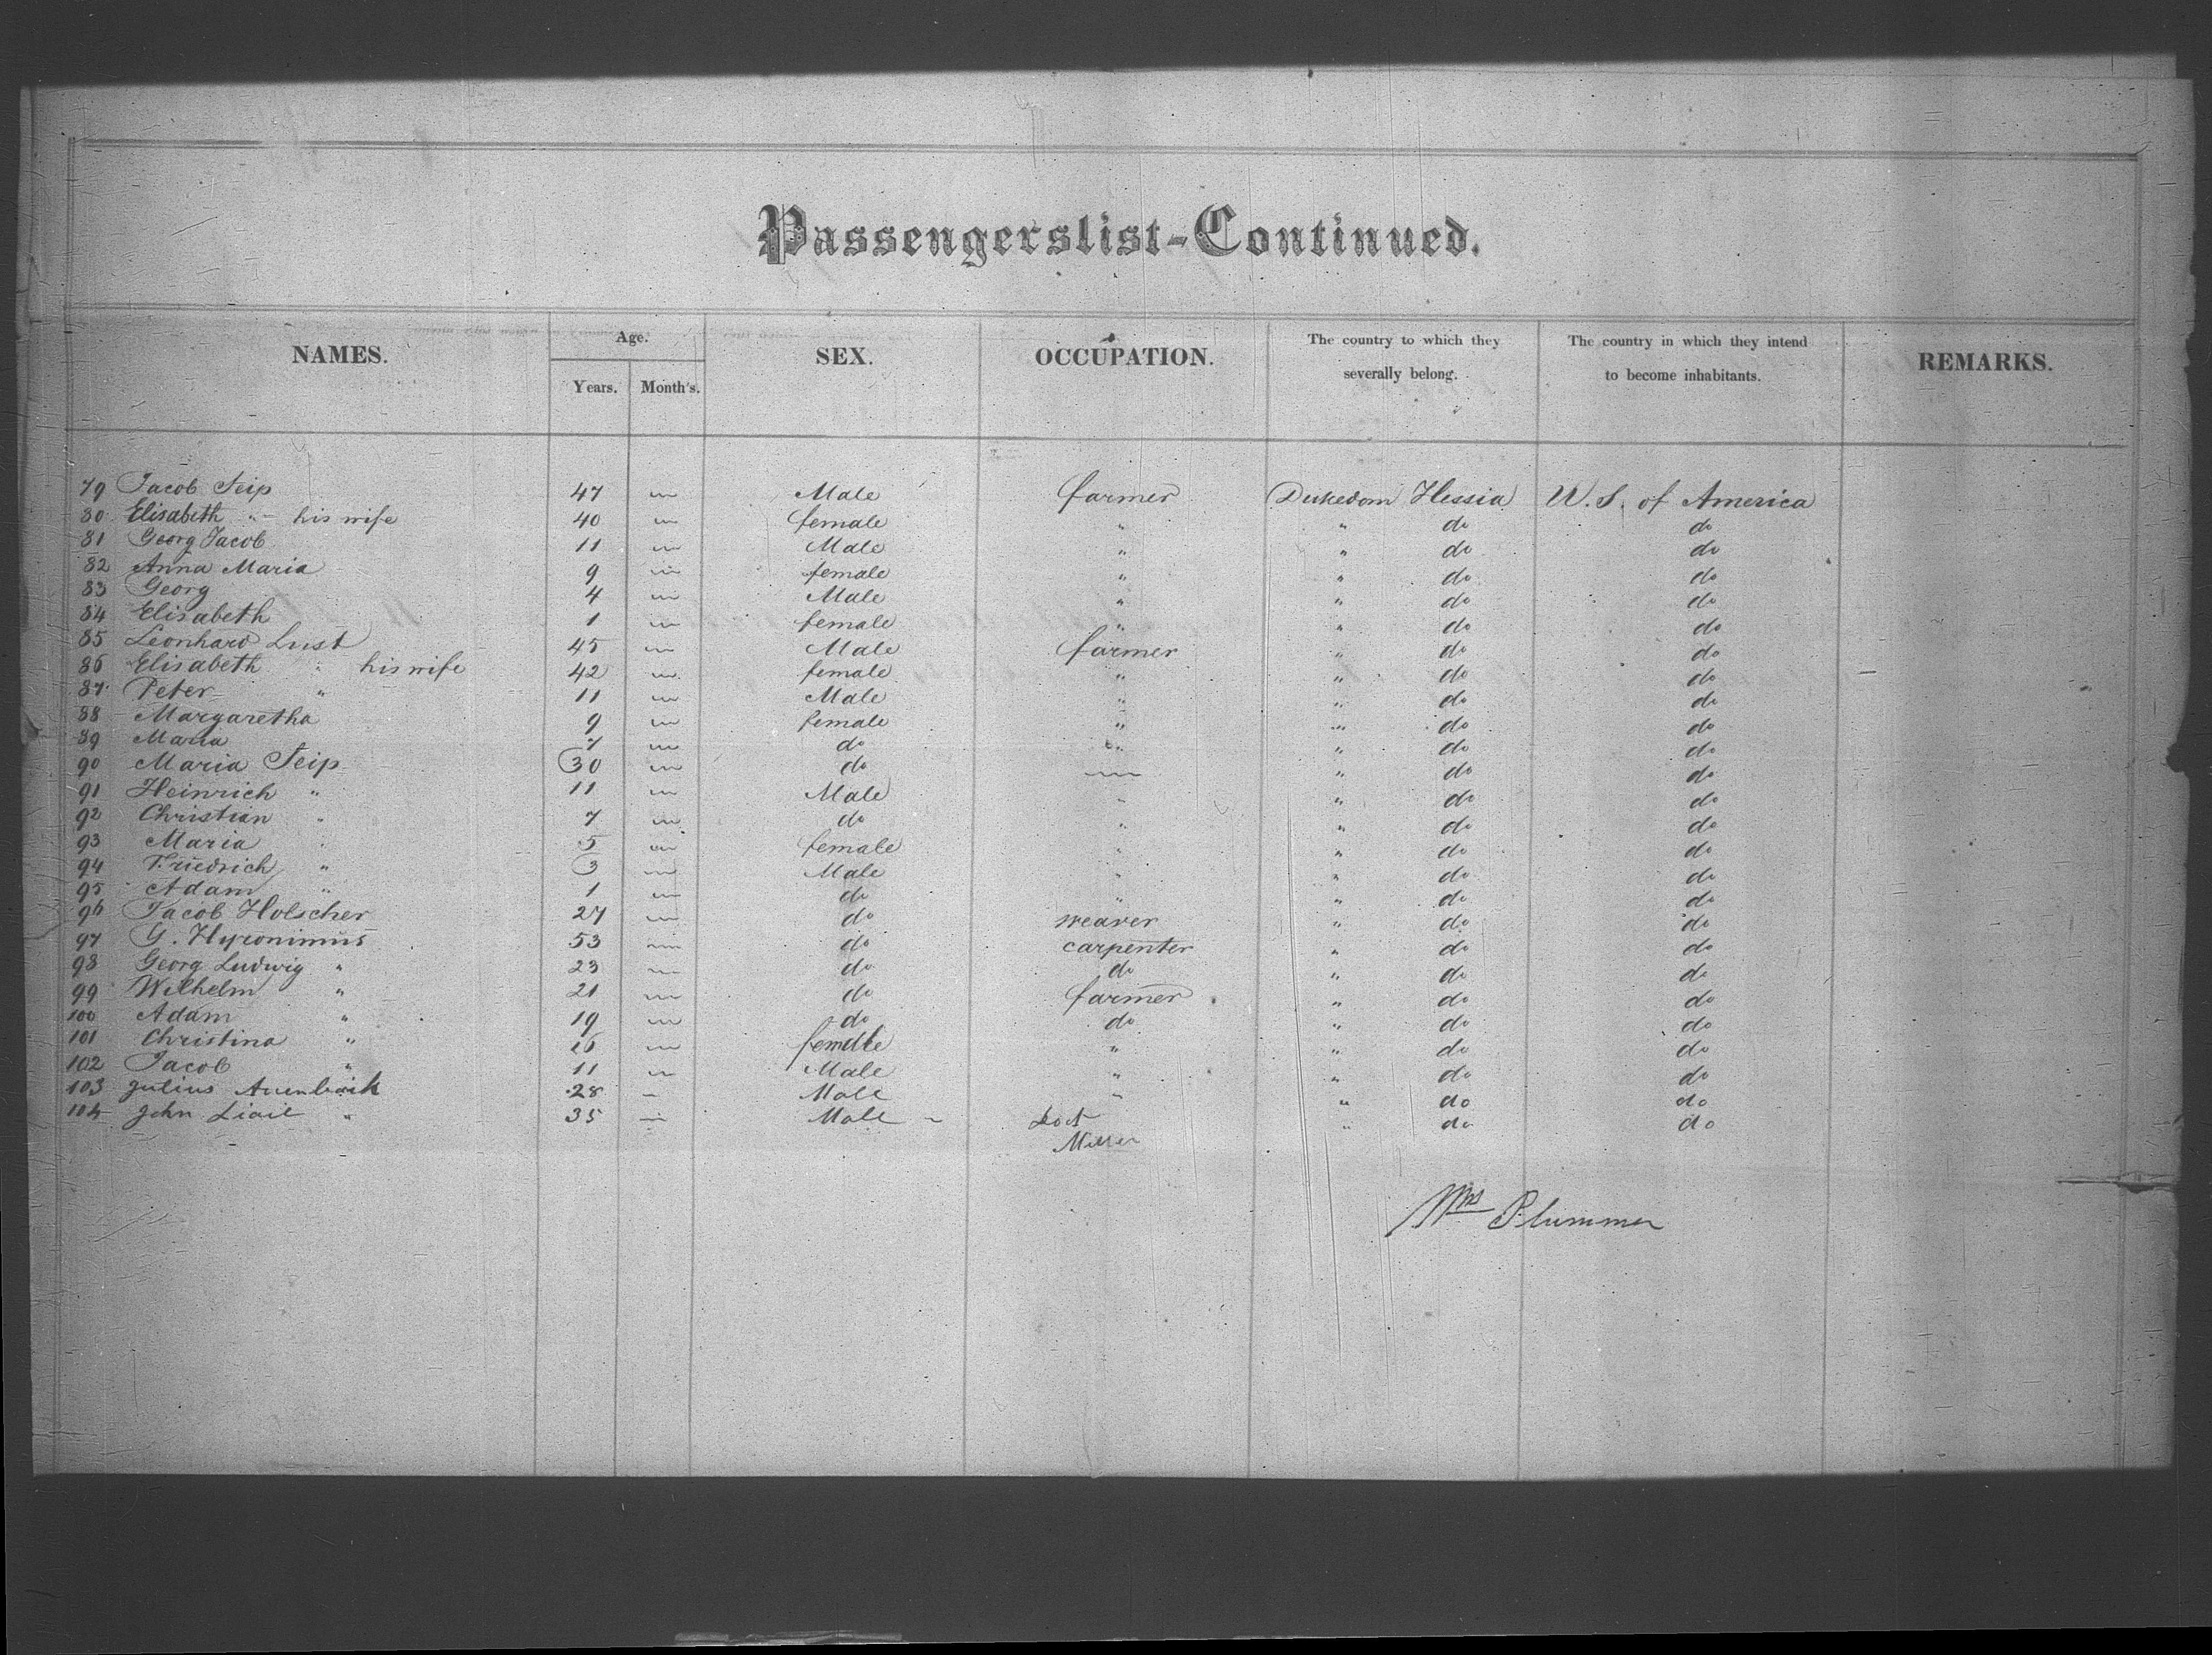 Passengerslist-Continued.
NAMES. Age. Years. Month's. SEX. OCCUPATION. The country to which they severally belong. The country in which they intend to become inhabitants. REMARKS.
79 Jacob Seip 47 — Male farmer Dukedom Hessia U.S. of America
80 Elisabeth " his wife 40 — female " " do do
81 Georg Jacob 11 — Male " " do do
82 Anna Maria 9 — female " " do do
83 Georg 4 — Male " " do do
84 Elisabeth 1 — female " " do do
85 Leonhard Lust 45 — Male farmer " do do
86 Elisabeth " his wife 42 — female " " do do
87 Peter " 11 — Male " " do do
88 Margaretha 9 — female " " do do
89 Maria 7 — do " " do do
90 Maria Seip 30 — do — " do do
91 Heinrich " 11 — Male " " do do
92 Christian " 7 — do " " do do
93 Maria " 5 — female " " do do
94 Friedrich " 3 — Male " " do do
95 Adam " 1 — do " " do do
96 Jacob Holscher 27 — do weaver " do do
97 G. Hyronimus 53 — do carpenter " do do
98 Georg Ludwig " 23 — do do " do do
99 Wilhelm " 21 — do farmer " do do
100 Adam " 19 — do do " do do
101 Christina " — female " " do do
102 Jacob " 11 — Male " " do do
103 Julius 28 — Male " " do do
104 John " 35 — Male " do do
Miller
Wm Plummer